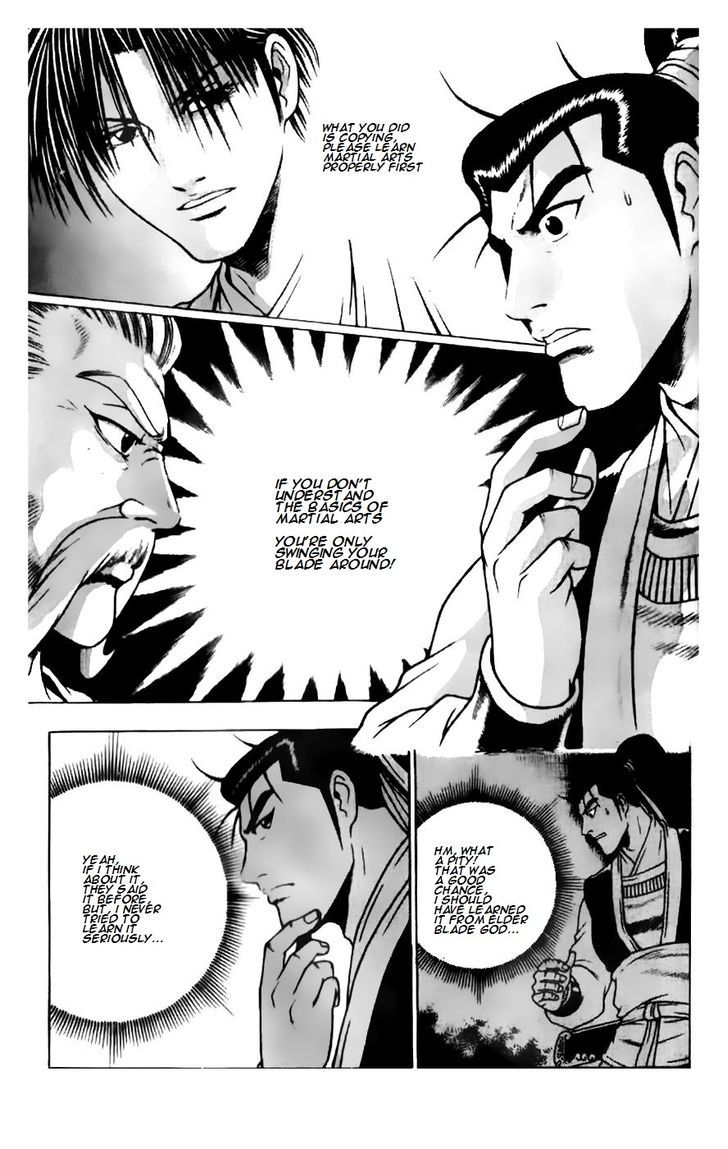 WHAT YOU DID
IS COPYING,
PLEASE LEARN
MARTIAL ARTS
PROPERLY FIRST
IF YOU DON'T
UNDERSTAND
THE BASICS OF
MARTIAL ARTS
YOU'RE ONLY
SWINGING YOUR
BLADE AROUND!
YEAH,
IF I THINK
ABOUT IT,
THEY SAID
IT BEFORE,
BUT, I NEVER
TRIED TO
LEARN IT
SERIOUSLY...
HM, WHAT
A PITY!
THAT WAS
A GOOD
CHANCE,
I SHOULD
HAVE LEARNED
IT FROM ELDER
BLADE GOD...